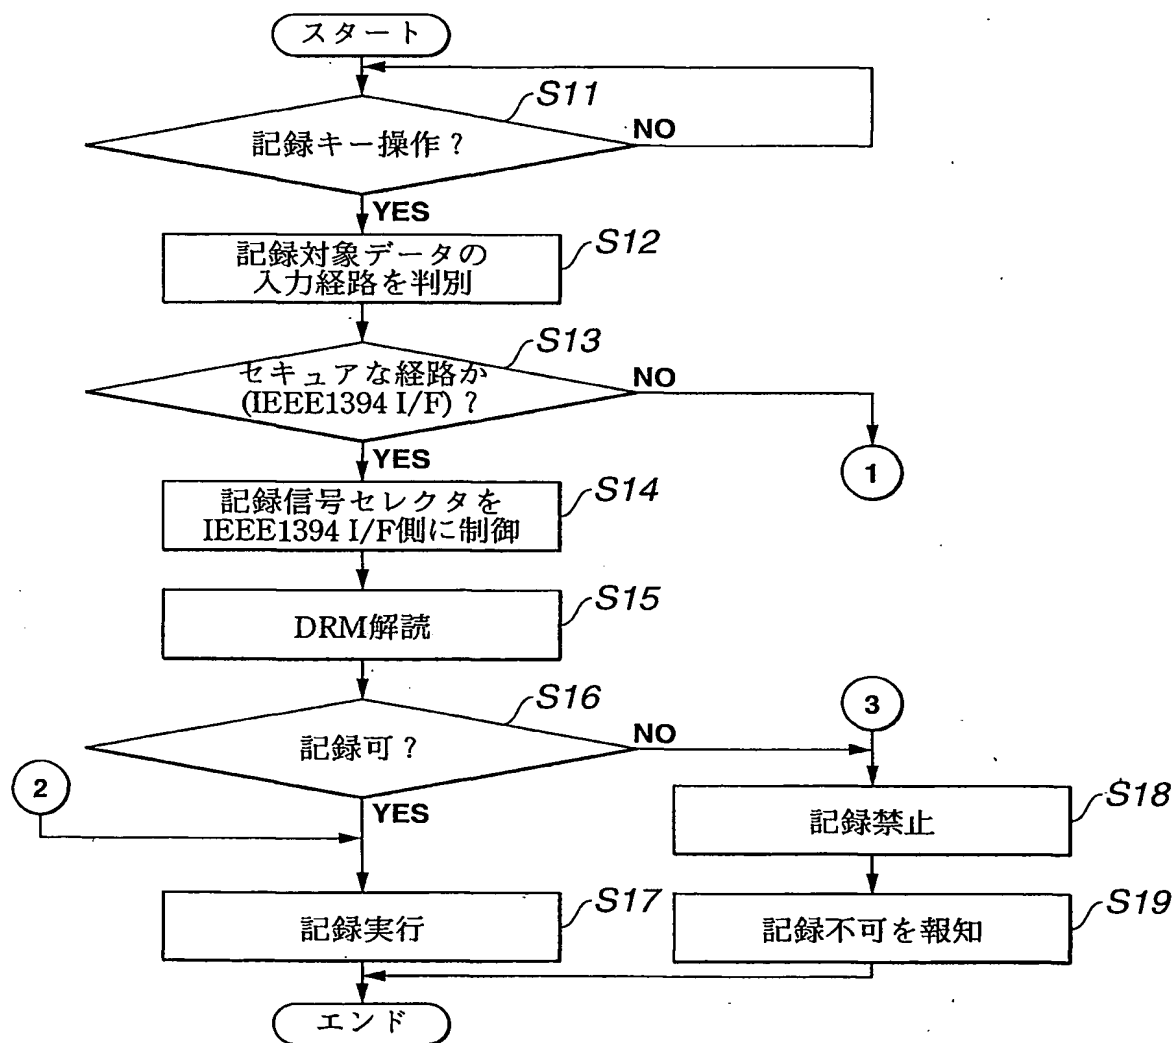 スタート
S11
記録キー操作？
NO
YES
S12
記録対象データの
入力経路を判別
S13
セキュアな経路か
(IEEE1394 I/F)？
NO
1
YES
S14
記録信号セレクタを
IEEE1394 I/F側に制御
S15
DRM解読
S16
記録可？
NO
3
2
YES
S18
記録禁止
S17
記録実行
S19
記録不可を報知
エンド